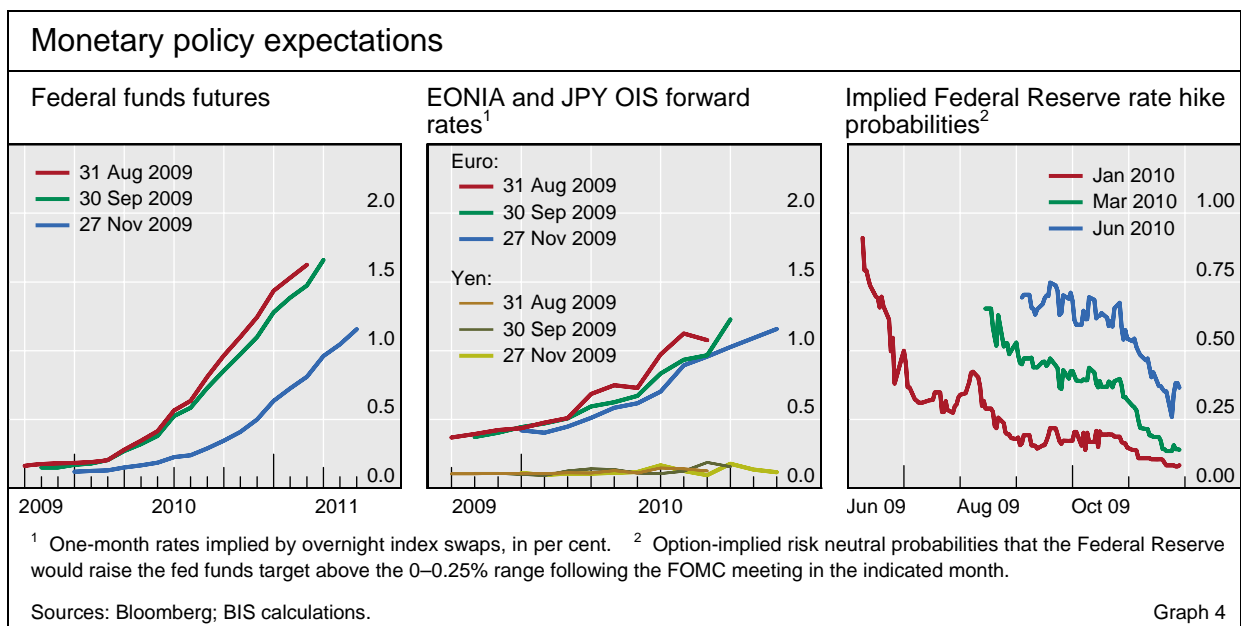 Monetary policy expectations
Federal funds futures
31 Aug 2009
30 Sep 2009
27 Nov 2009
2.0
1.5
1.0
0.5
0.0
2009 2010 2011
EONIA and JPY OIS forward
rates1
Euro:
31 Aug 2009
30 Sep 2009
27 Nov 2009
Yen:
31 Aug 2009
30 Sep 2009
27 Nov 2009
2.0
1.5
1.0
0.5
0.0
2009 2010
Implied Federal Reserve rate hike
probabilities2
Jan 2010
Mar 2010
Jun 2010
1.00
0.75
0.50
0.25
0.00
Jun 09 Aug 09 Oct 09
1 One-month rates implied by overnight index swaps, in per cent. 2 Option-implied risk neutral probabilities that the Federal Reserve
would raise the fed funds target above the 0–0.25% range following the FOMC meeting in the indicated month.
Sources: Bloomberg; BIS calculations. Graph 4